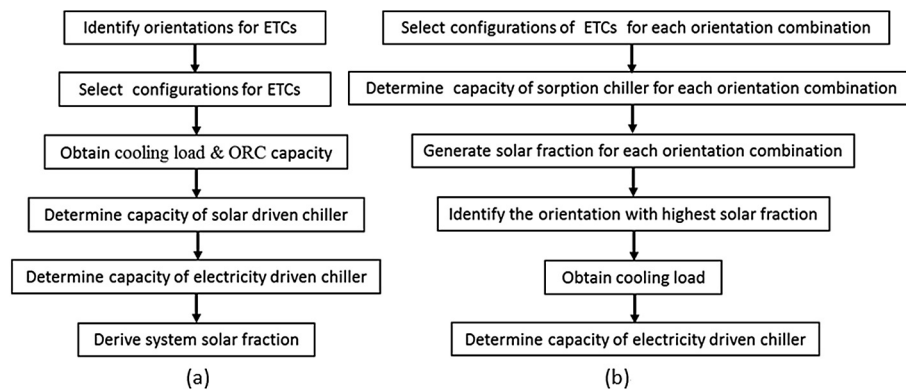 Identify orientations for ETCs
Select configurations for ETCs
Obtain cooling load & ORC capacity
Determine capacity of solar driven chiller
Determine capacity of electricity driven chiller
Derive system solar fraction
(a)
Select configurations of ETCs for each orientation combination
Determine capacity of sorption chiller for each orientation combination
Generate solar fraction for each orientation combination
Identify the orientation with highest solar fraction
Obtain cooling load
Determine capacity of electricity driven chiller
(b)